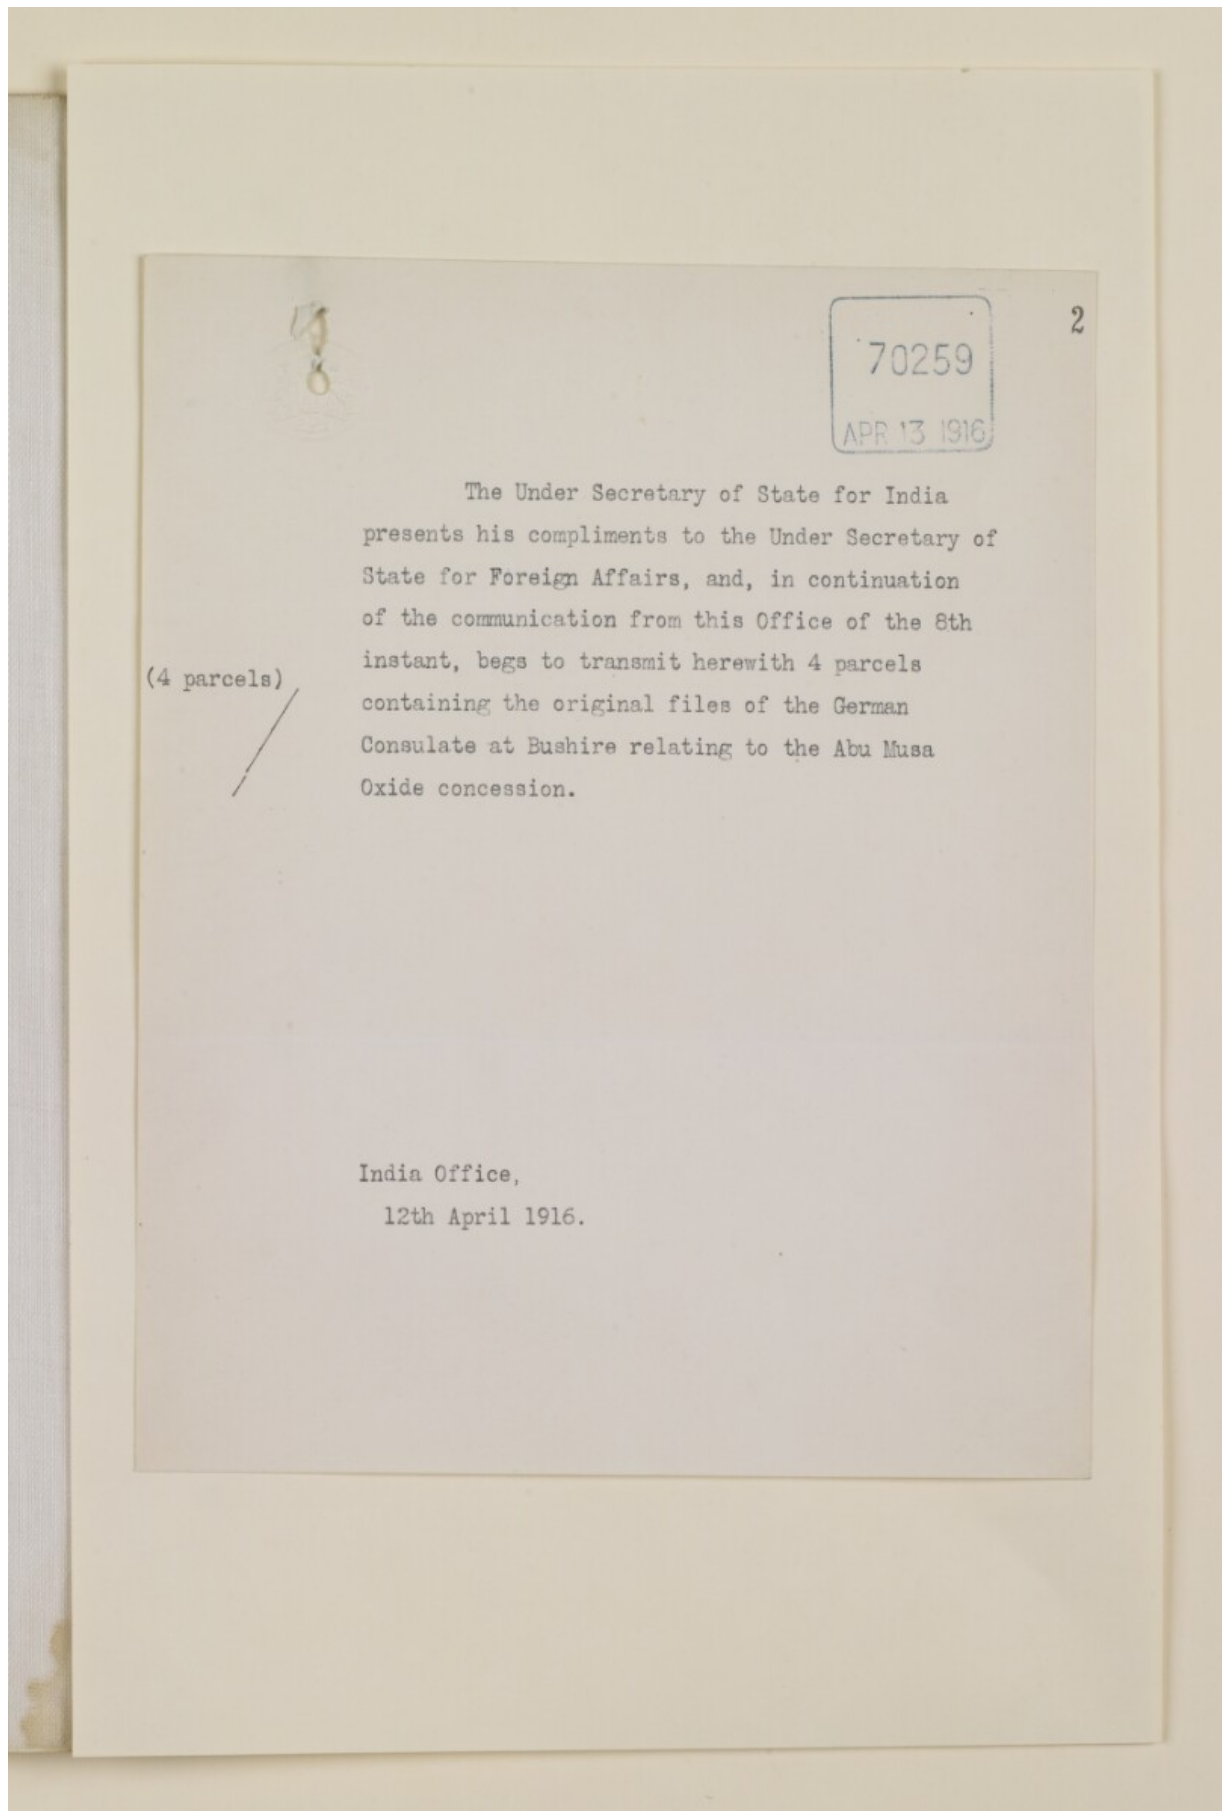 2
70259
APR 13 1916
The Under Secretary of State for India
presents his compliments to the Under Secretary of
State for Foreign Affairs, and, in continuation
of the communication from this Office of the 8th
instant, begs to transmit herewith 4 parcels
(4 parcels)
containing the original files of the German
Consulate at Bushire relating to the Abu Musa
Oxide concession.
India Office,
12th April 1916.